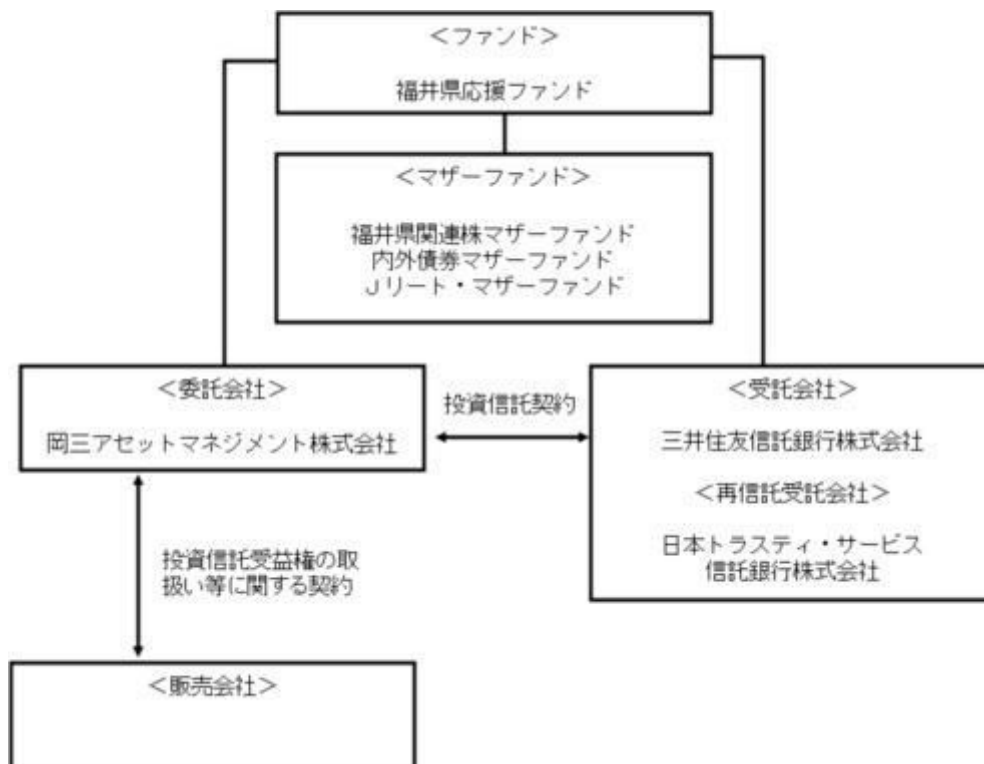 ＜ファンド＞
福井県応援ファンド
＜マザーファンド＞
福井県関連株マザーファンド
内外債券マザーファンド
Ｊリート・マザーファンド
＜委託会社＞
岡三アセットマネジメント株式会社
投資信託契約
＜受託会社＞
三井住友信託銀行株式会社
＜再信託受託会社＞
日本トラスティ・サービス
信託銀行株式会社
投資信託受益権の取
扱い等に関する契約
＜販売会社＞